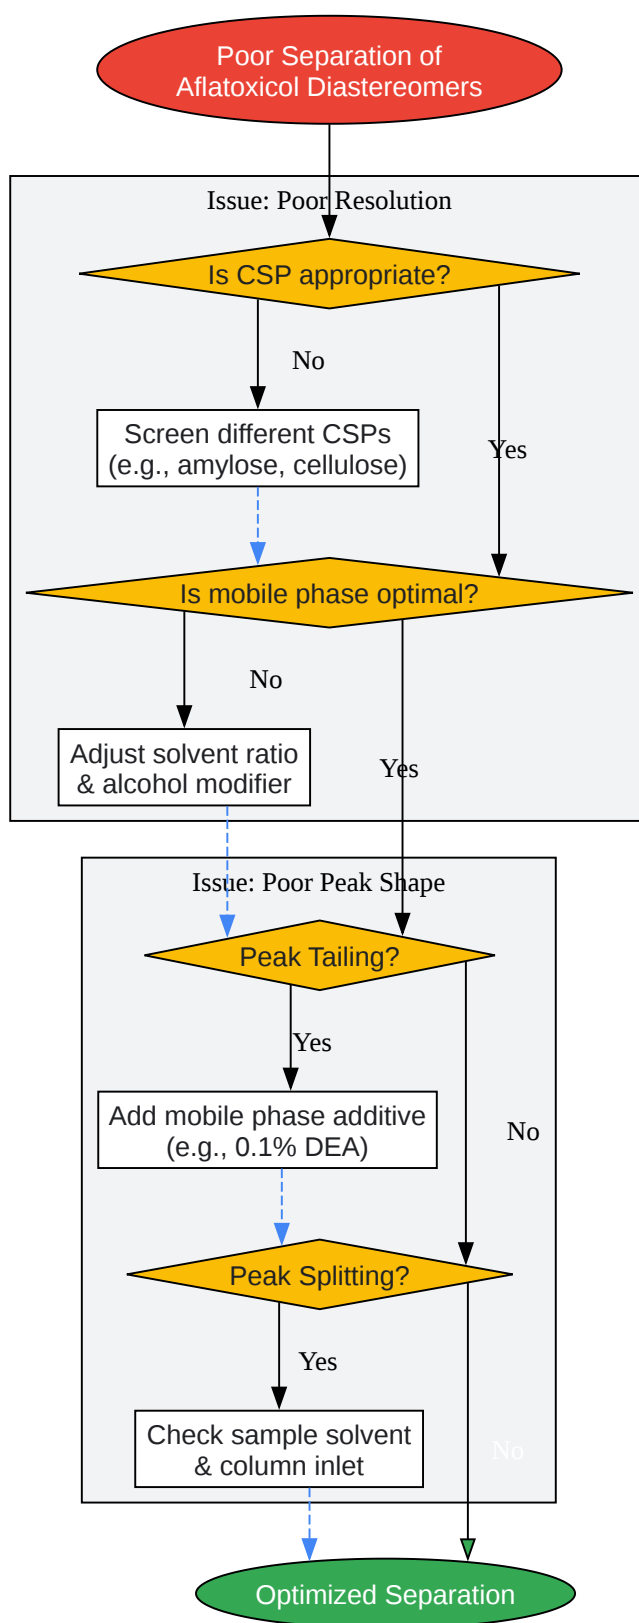 Poor Separation of
Aflatoxicol Diastereomers
Issue: Poor Resolution
Is CSP appropriate?
No
Screen different CSPs
(e.g., amylose, cellulose)
Yes
Is mobile phase optimal?
No
Adjust solvent ratio
& alcohol modifier
Yes
Issue: Poor Peak Shape
Peak Tailing?
Yes
Add mobile phase additive
(e.g., 0.1% DEA)
No
Peak Splitting?
Yes
Check sample solvent
& column inlet
No
Optimized Separation